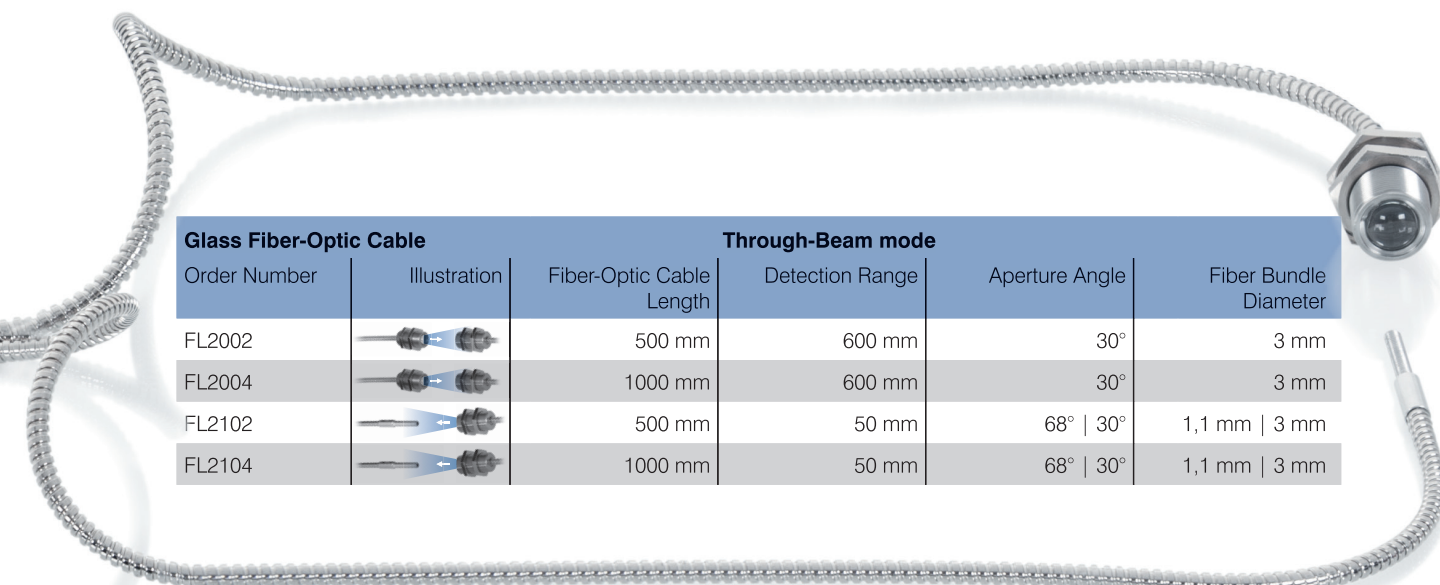 Glass Fiber-Optic Cable Through-Beam mode
Order Number Illustration Fiber-Optic Cable Length Detection Range Aperture Angle Fiber Bundle Diameter
FL2002 500 mm 600 mm 30° 3 mm
FL2004 1000 mm 600 mm 30° 3 mm
FL2102 500 mm 50 mm 68° | 30° 1,1 mm | 3 mm
FL2104 1000 mm 50 mm 68° | 30° 1,1 mm | 3 mm